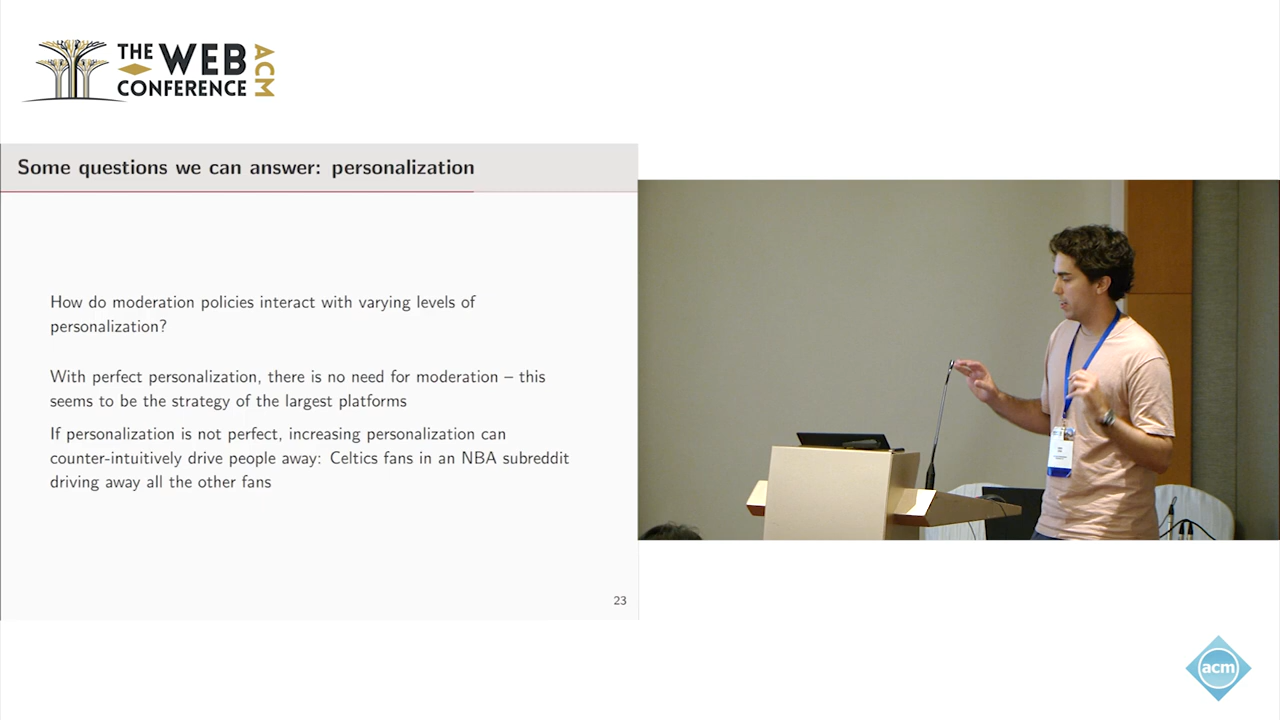 THE WEB
CONFERENCE
ACM
Some questions we can answer: personalization
How do moderation policies interact with varying levels of
personalization?
With perfect personalization, there is no need for moderation – this
seems to be the strategy of the largest platforms
If personalization is not perfect, increasing personalization can
counter-intuitively drive people away: Celtics fans in an NBA subreddit
driving away all the other fans
23
acm